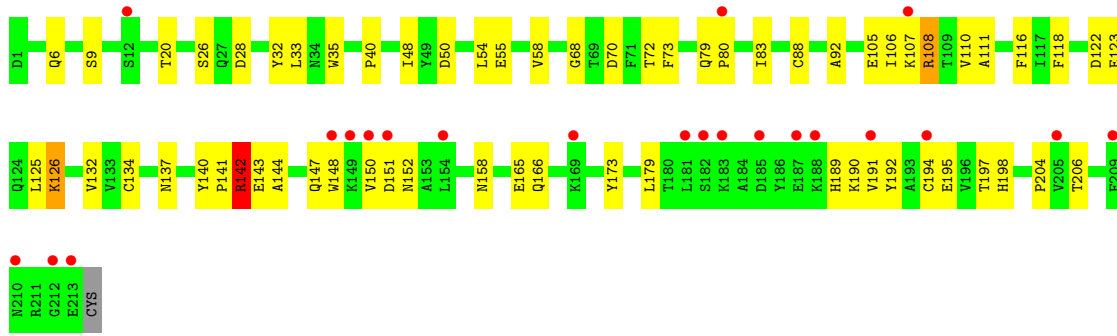 D1 Q6 S9 S12 T20 S26 Q27 D28 Y32 L33 N34 W35 P40 I48 Y49 D50 L54 E55 V58 G68 T69 D70 F71 T72 F73 Q79 P80 I83 C88 A92 E105 I106 K107 R108 T109 V110 A111 F116 I117 F118 D122 E123
Q124 L125 K126 V132 V133 C134 N137 Y140 P141 R142 E143 A144 Q147 W148 K149 V150 D151 N152 A153 L154 N158 E165 Q166 K169 Y173 L179 T180 L181 S182 K183 A184 D185 Y186 E187 K188 H189 K190 V191 Y192 A193 C194 E195 V196 T197 H198 P204 V205 T206 F209
N210 R211 G212 E213 CYS